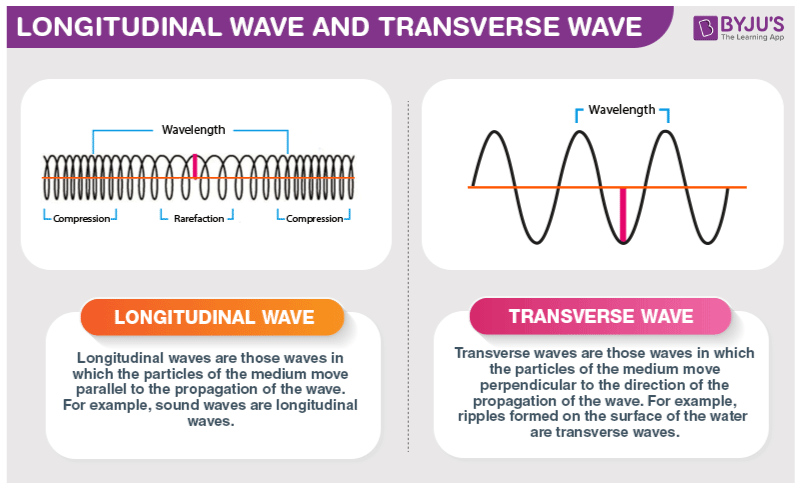 LONGITUDINAL WAVE AND TRANSVERSE WAVE
BYJU'S
The Learning App
Wavelength
Compression
Rarefaction
Compression
Wavelength
LONGITUDINAL WAVE
Longitudinal waves are those waves in
which the particles of the medium move
parallel to the propagation of the wave.
For example, sound waves are longitudinal
waves.
TRANSVERSE WAVE
Transverse waves are those waves in which
the particles of the medium move
perpendicular to the direction of the
propagation of the wave. For example,
ripples formed on the surface of the water
are transverse waves.